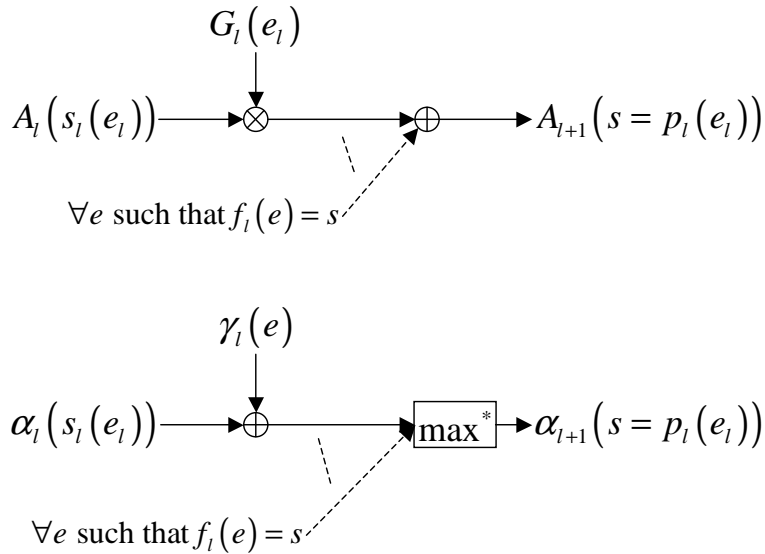 G_l(e_l)
A_l(s_l(e_l)) ⊗ ⊕ A_{l+1}(s = p_l(e_l))
∀e such that f_l(e) = s
γ_l(e)
α_l(s_l(e_l)) ⊕ max* α_{l+1}(s = p_l(e_l))
∀e such that f_l(e) = s